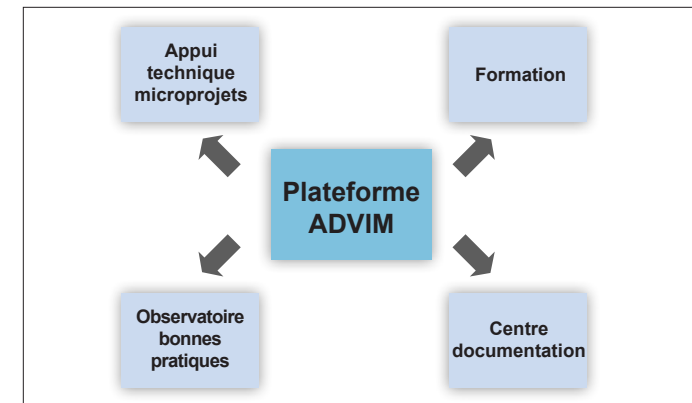 Appui
technique
microprojets
Formation
Plateforme
ADVIM
Observatoire
bonnes
pratiques
Centre
documentation